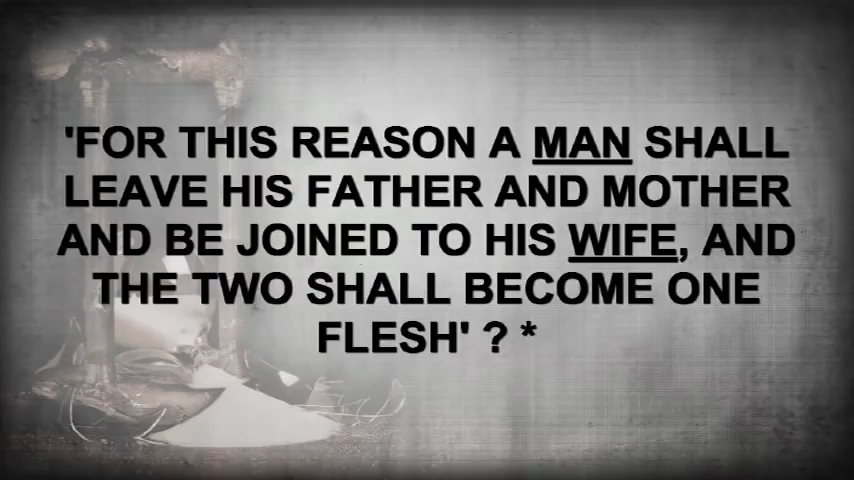 'FOR THIS REASON A MAN SHALL
LEAVE HIS FATHER AND MOTHER
AND BE JOINED TO HIS WIFE, AND
THE TWO SHALL BECOME ONE
FLESH' ? *